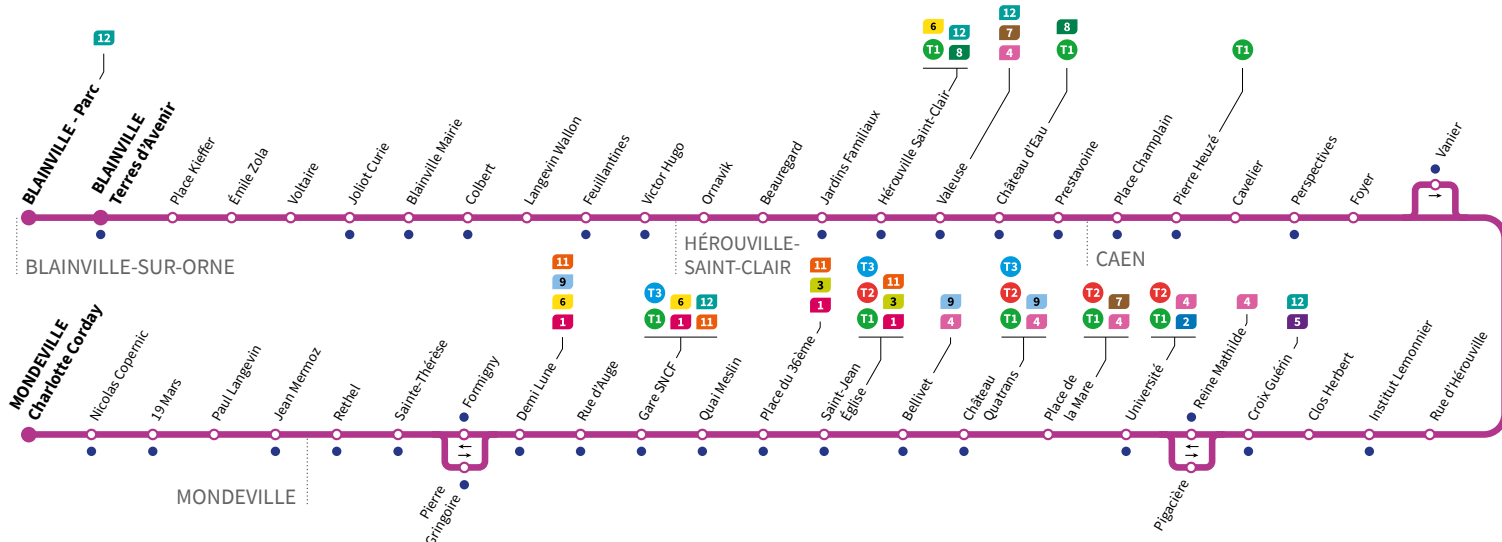 12
BLAINVILLE - Parc
BLAINVILLE
Terres d'Avenir
Place Kieffer
Émile Zola
Voltaire
Joliot Curie
Blainville Mairie
Colbert
Langevin Wallon
Feuillantines
Victor Hugo
Ornavik
Beauregard
Jardins Familiaux
6
12
T1
8
Hérouville Saint-Clair
12
7
4
Valeuse
8
T1
Château d'Eau
Prestavoine
Place Champlain
T1
Pierre Heuzé
Cavelier
Perspectives
Foyer
Vanier
BLAINVILLE-SUR-ORNE
HÉROUVILLE-
SAINT-CLAIR
CAEN
MONDEVILLE
Charlotte Corday
Nicolas Copernic
19 Mars
Paul Langevin
Jean Mermoz
Rethel
Sainte-Thérèse
Formigny
Pierre
Gringoire
11
9
6
1
Demi Lune
Rue d'Auge
T3
6
12
T1
1
11
Gare SNCF
Quai Meslin
11
3
1
Place du 36ème
T3
11
T2
3
T1
1
Saint-Jean
Église
9
4
Bellivet
T3
T2
9
T1
4
Château
Quatrans
T2
7
T1
4
Place de
la Mare
T2
4
T1
2
Université
4
Reine Mathilde
Pigacière
12
5
Croix Guérin
Clos Herbert
Institut Lemonnier
Rue d'Hérouville
MONDEVILLE